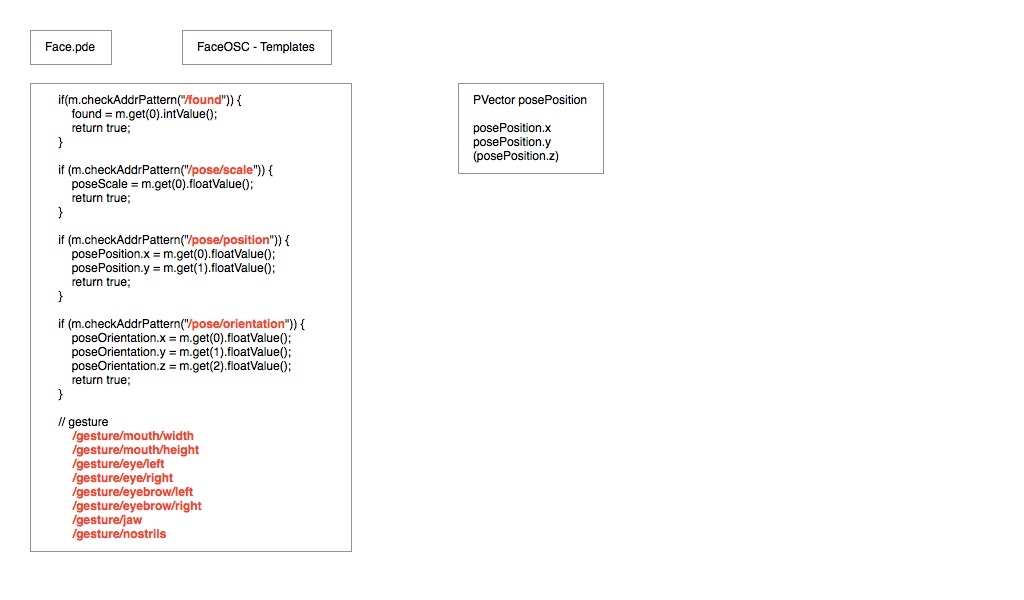 Face.pde
FaceOSC - Templates
if(m.checkAddrPattern("/found")) {
found = m.get(0).intValue();
return true;
}
if (m.checkAddrPattern("/pose/scale")) {
poseScale = m.get(0).floatValue();
return true;
}
if (m.checkAddrPattern("/pose/position")) {
posePosition.x = m.get(0).floatValue();
posePosition.y = m.get(1).floatValue();
return true;
}
if (m.checkAddrPattern("/pose/orientation")) {
poseOrientation.x = m.get(0).floatValue();
poseOrientation.y = m.get(1).floatValue();
poseOrientation.z = m.get(2).floatValue();
return true;
}
// gesture
/gesture/mouth/width
/gesture/mouth/height
/gesture/eye/left
/gesture/eye/right
/gesture/eyebrow/left
/gesture/eyebrow/right
/gesture/jaw
/gesture/nostrils
PVector posePosition
posePosition.x
posePosition.y
(posePosition.z)